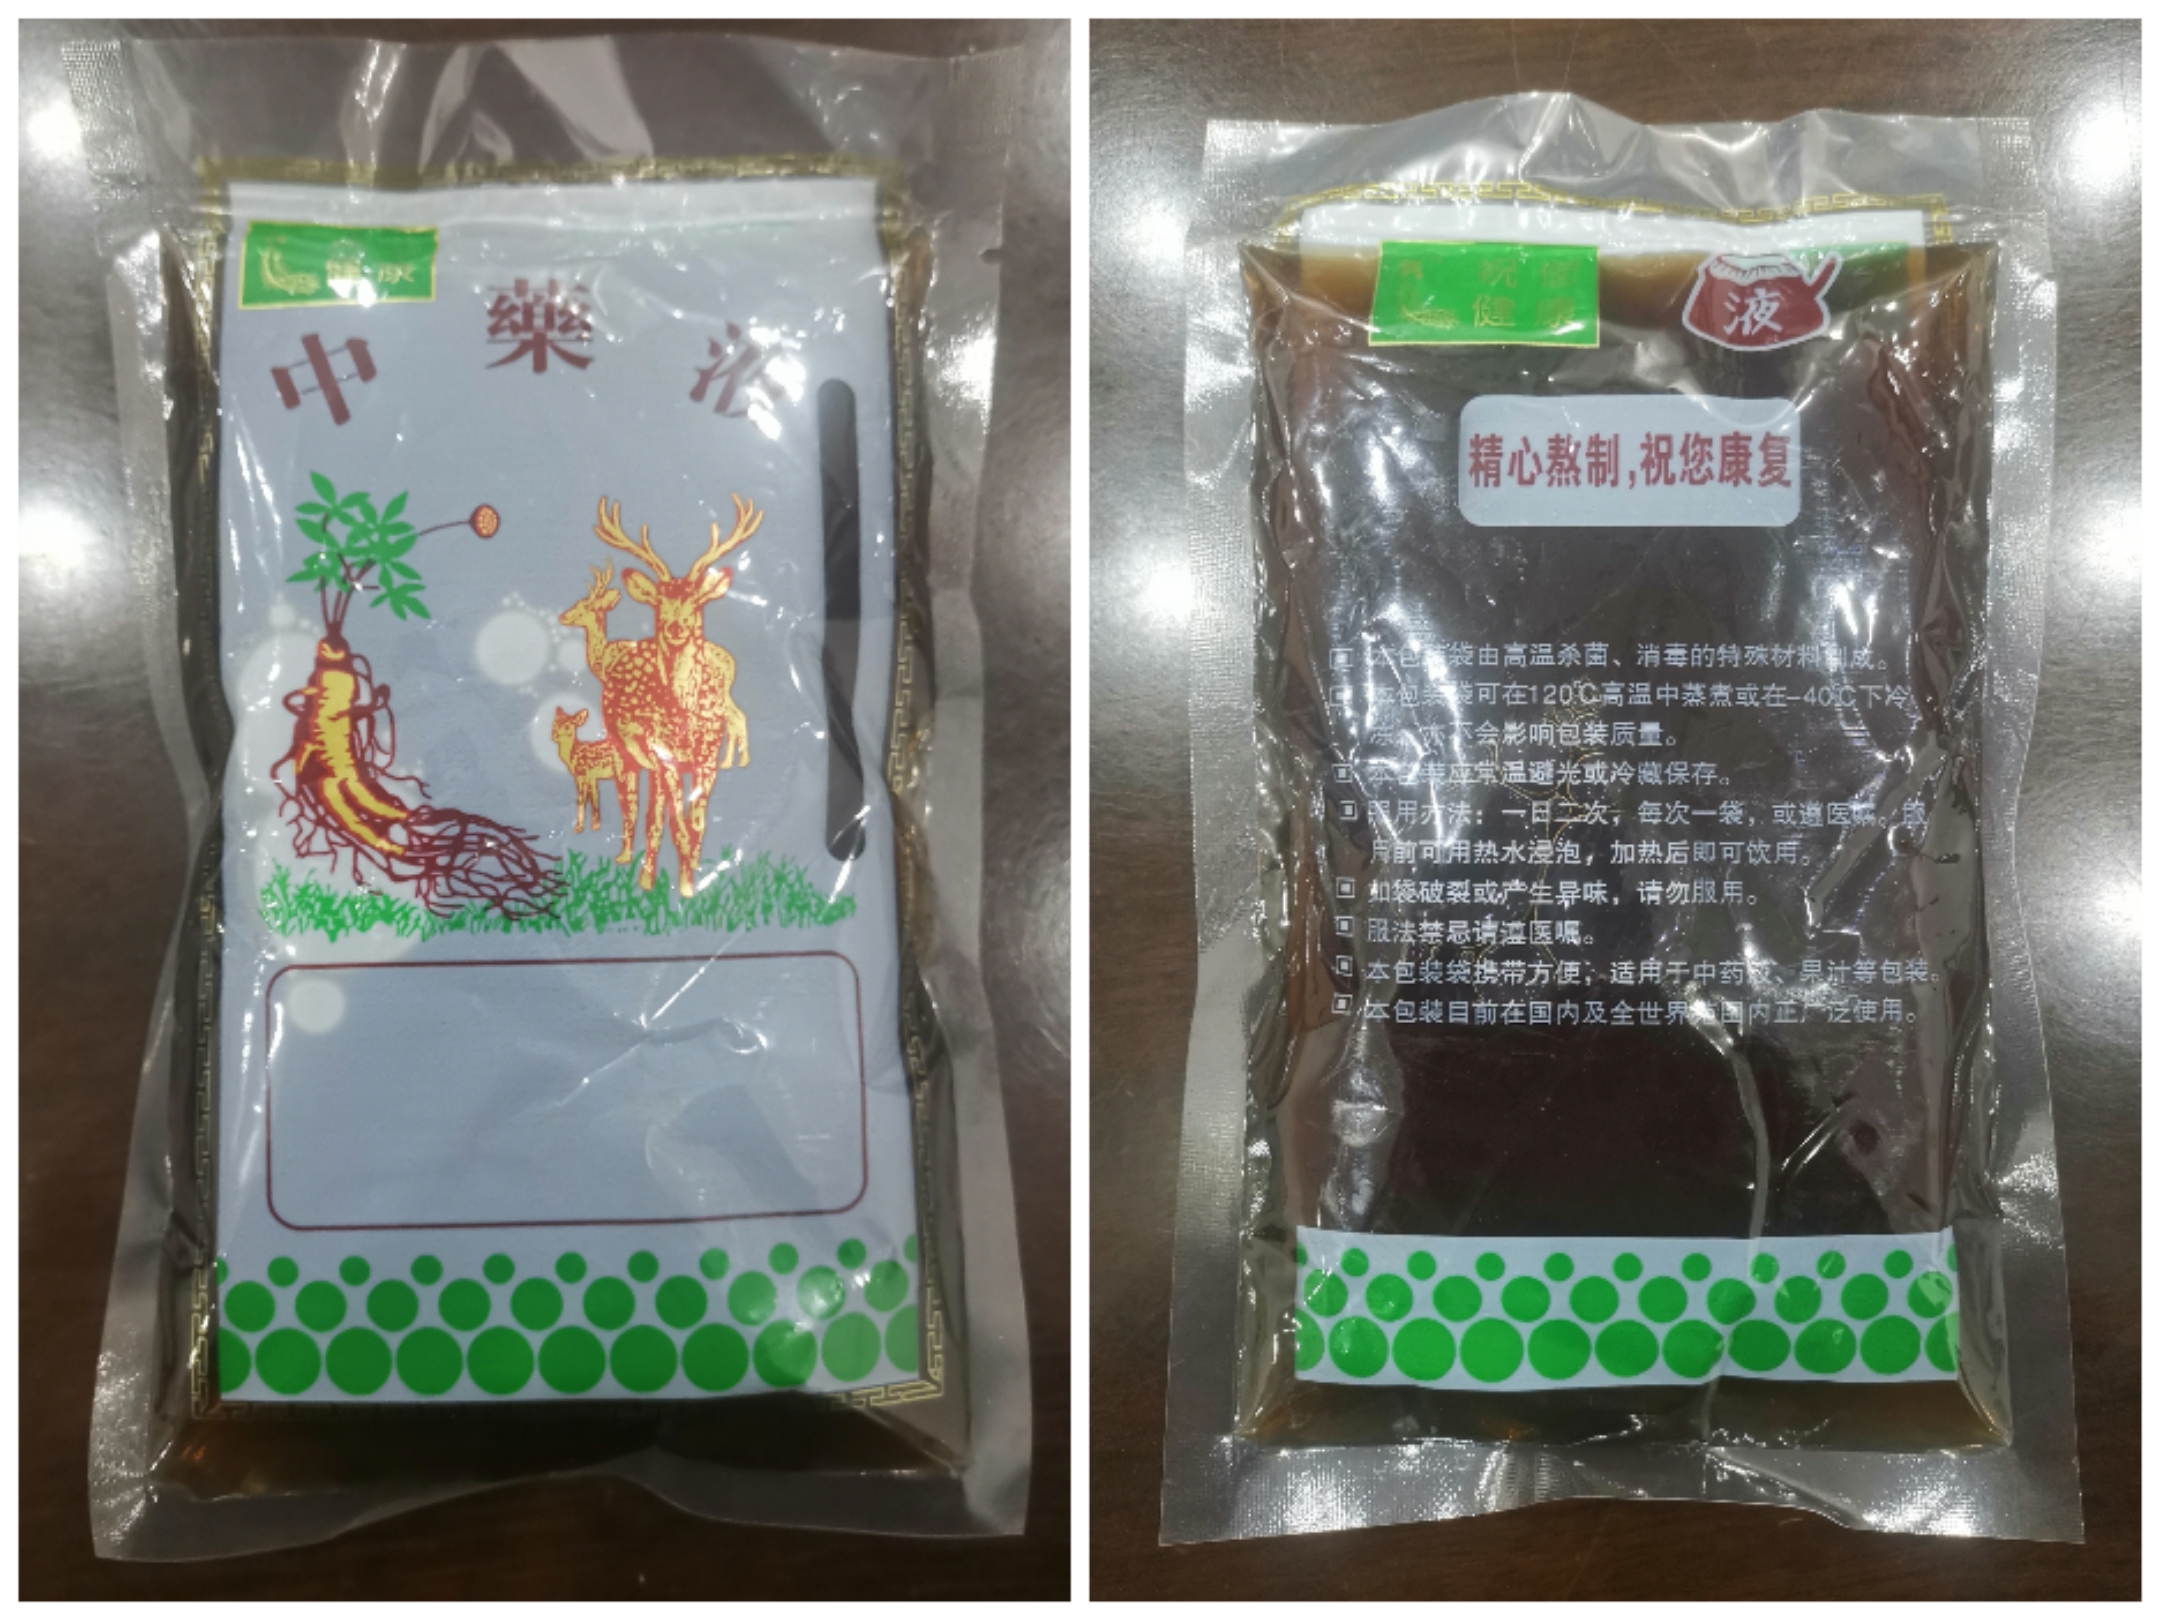 健康
中藥液
祝您
健康
液
精心熬制,祝您康复
本包装袋由高温杀菌、消毒的特殊材料制成。
本包装袋可在120℃高温中蒸煮或在-40℃下冷
会影响包装质量。
本包装应常温避光或冷藏保存。
服用方法：一日二次，每次一袋，或遵医嘱。饮
用前可用热水浸泡，加热后即可饮用。
如袋破裂或产生异味，请勿服用。
服法禁忌请遵医嘱。
本包装袋携带方便，适用于中药液、果汁等包装。
本包装目前在国内及全世界范围内正广泛使用。